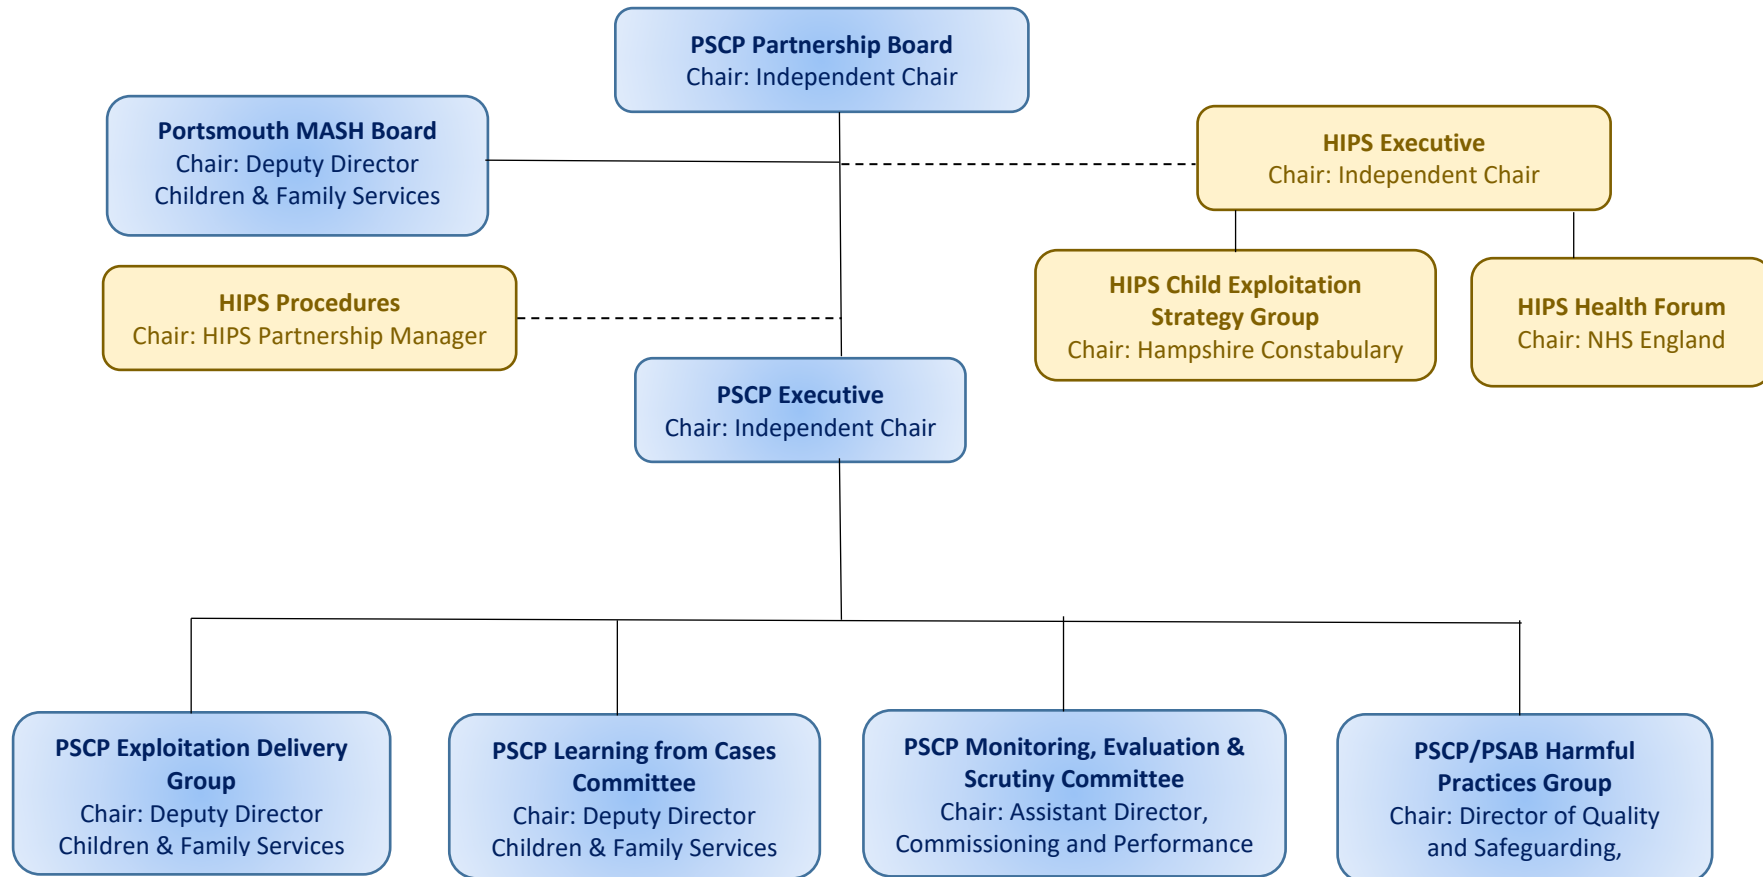 PSCP Partnership Board
Chair: Independent Chair
Portsmouth MASH Board
Chair: Deputy Director
Children & Family Services
HIPS Executive
Chair: Independent Chair
HIPS Procedures
Chair: HIPS Partnership Manager
HIPS Child Exploitation
Strategy Group
Chair: Hampshire Constabulary
HIPS Health Forum
Chair: NHS England
PSCP Executive
Chair: Independent Chair
PSCP Exploitation Delivery
Group
Chair: Deputy Director
Children & Family Services
PSCP Learning from Cases
Committee
Chair: Deputy Director
Children & Family Services
PSCP Monitoring, Evaluation &
Scrutiny Committee
Chair: Assistant Director,
Commissioning and Performance
PSCP/PSAB Harmful
Practices Group
Chair: Director of Quality
and Safeguarding,